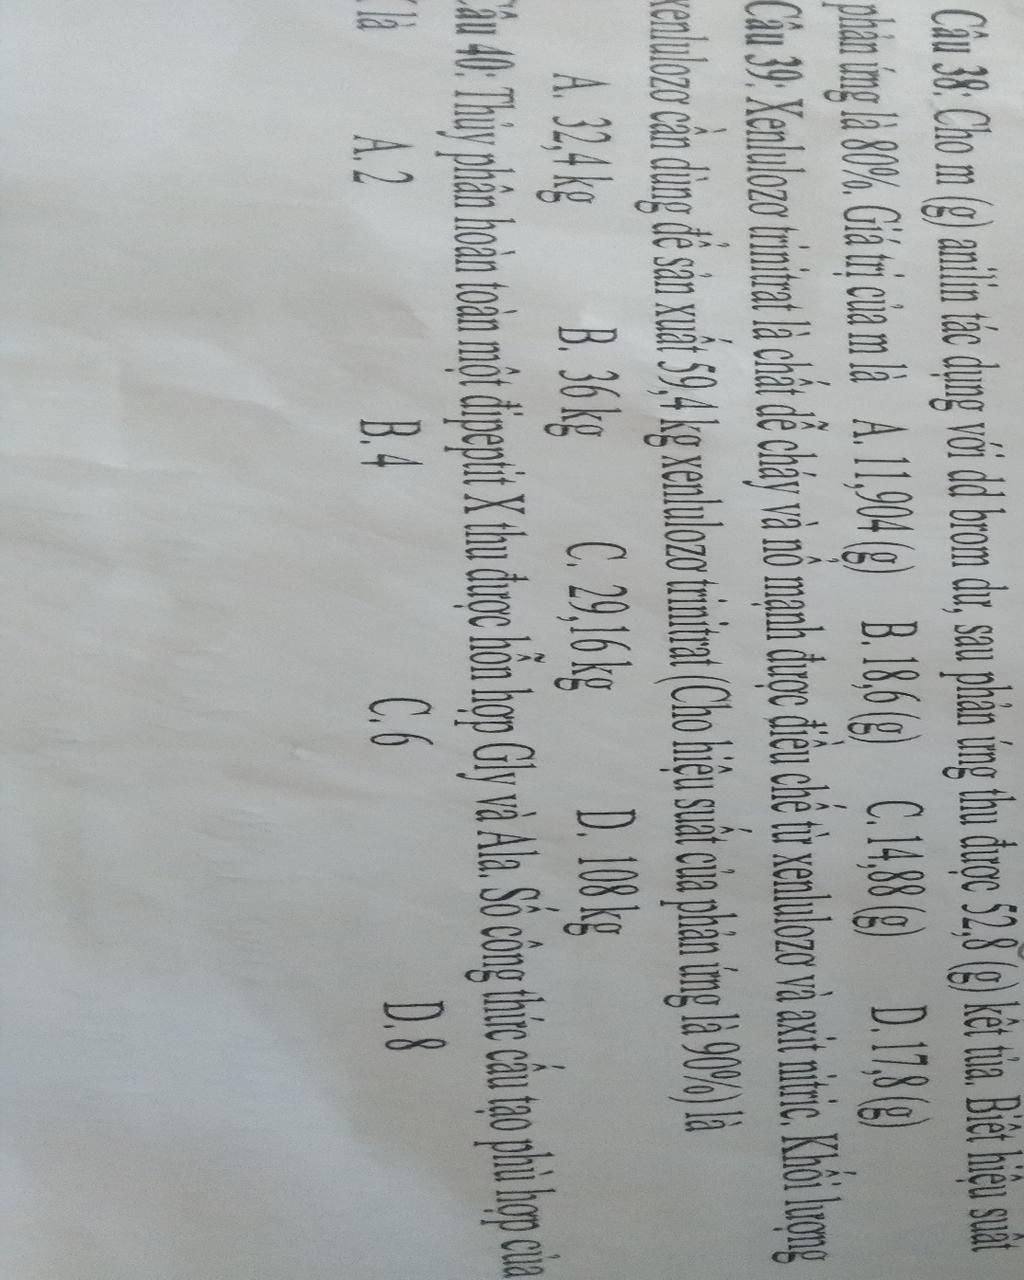 Câu 38: Cho m (g) anilin tác dụng với dd brom dư, sau phản ứng thu được 52,8 (g) kết tủa. Biết hiệu suất
phản ứng là 80%. Giá trị của m là A. 11,904 (g) B. 18,6 (g) C. 14,88 (g) D. 17,8 (g)
Câu 39: Xenlulozơ trinitrat là chất dễ cháy và nổ mạnh được điều chế từ xenlulozơ và axit nitric. Khối lượng
xenlulozơ cần dùng để sản xuất 59,4 kg xenlulozơ trinitrat (Cho hiệu suất của phản ứng là 90%) là
A. 32,4 kg B. 36 kg C. 29,16 kg D. 108 kg
Câu 40: Thủy phân hoàn toàn một đipeptit X thu được hỗn hợp Gly và Ala. Số công thức cấu tạo phù hợp của
là A. 2 B. 4 C. 6 D. 8